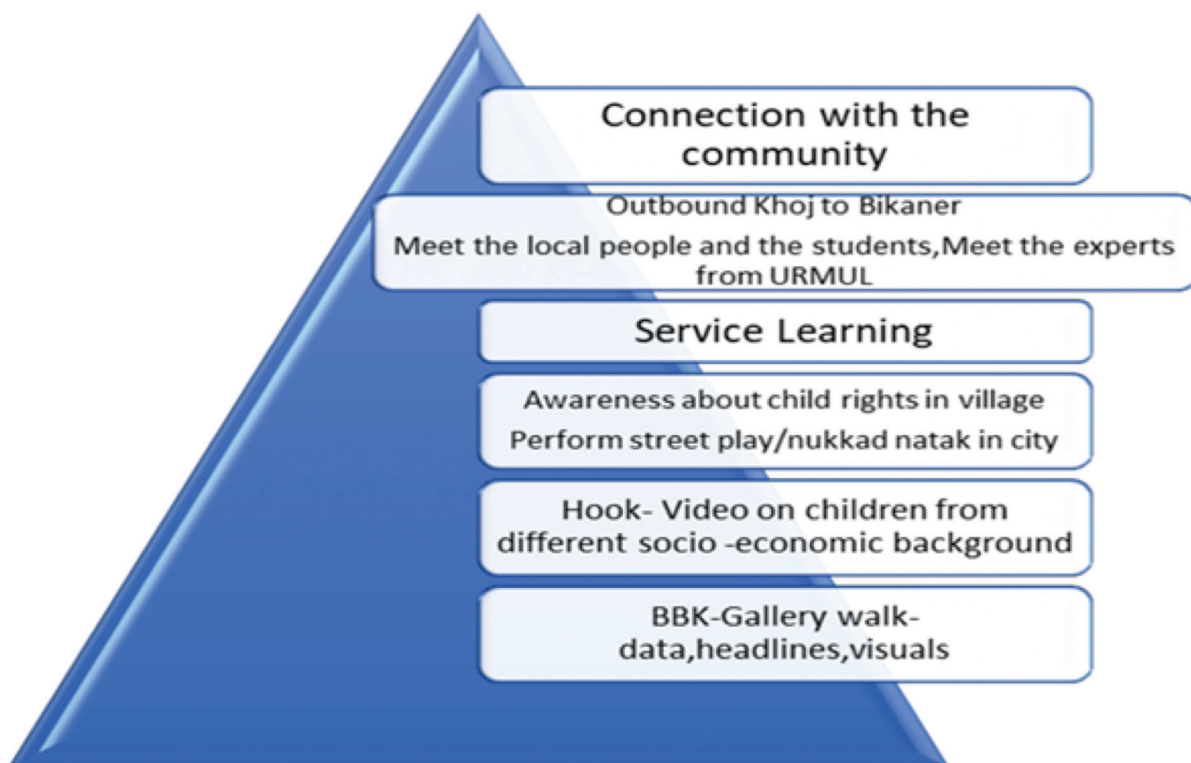 Connection with the
community
Outbound Khoj to Bikaner
Meet the local people and the students,Meet the experts
from URMUL
Service Learning
Awareness about child rights in village
Perform street play/nukkad natak in city
Hook- Video on children from
different socio -economic background
BBK-Gallery walk-
data,headlines,visuals